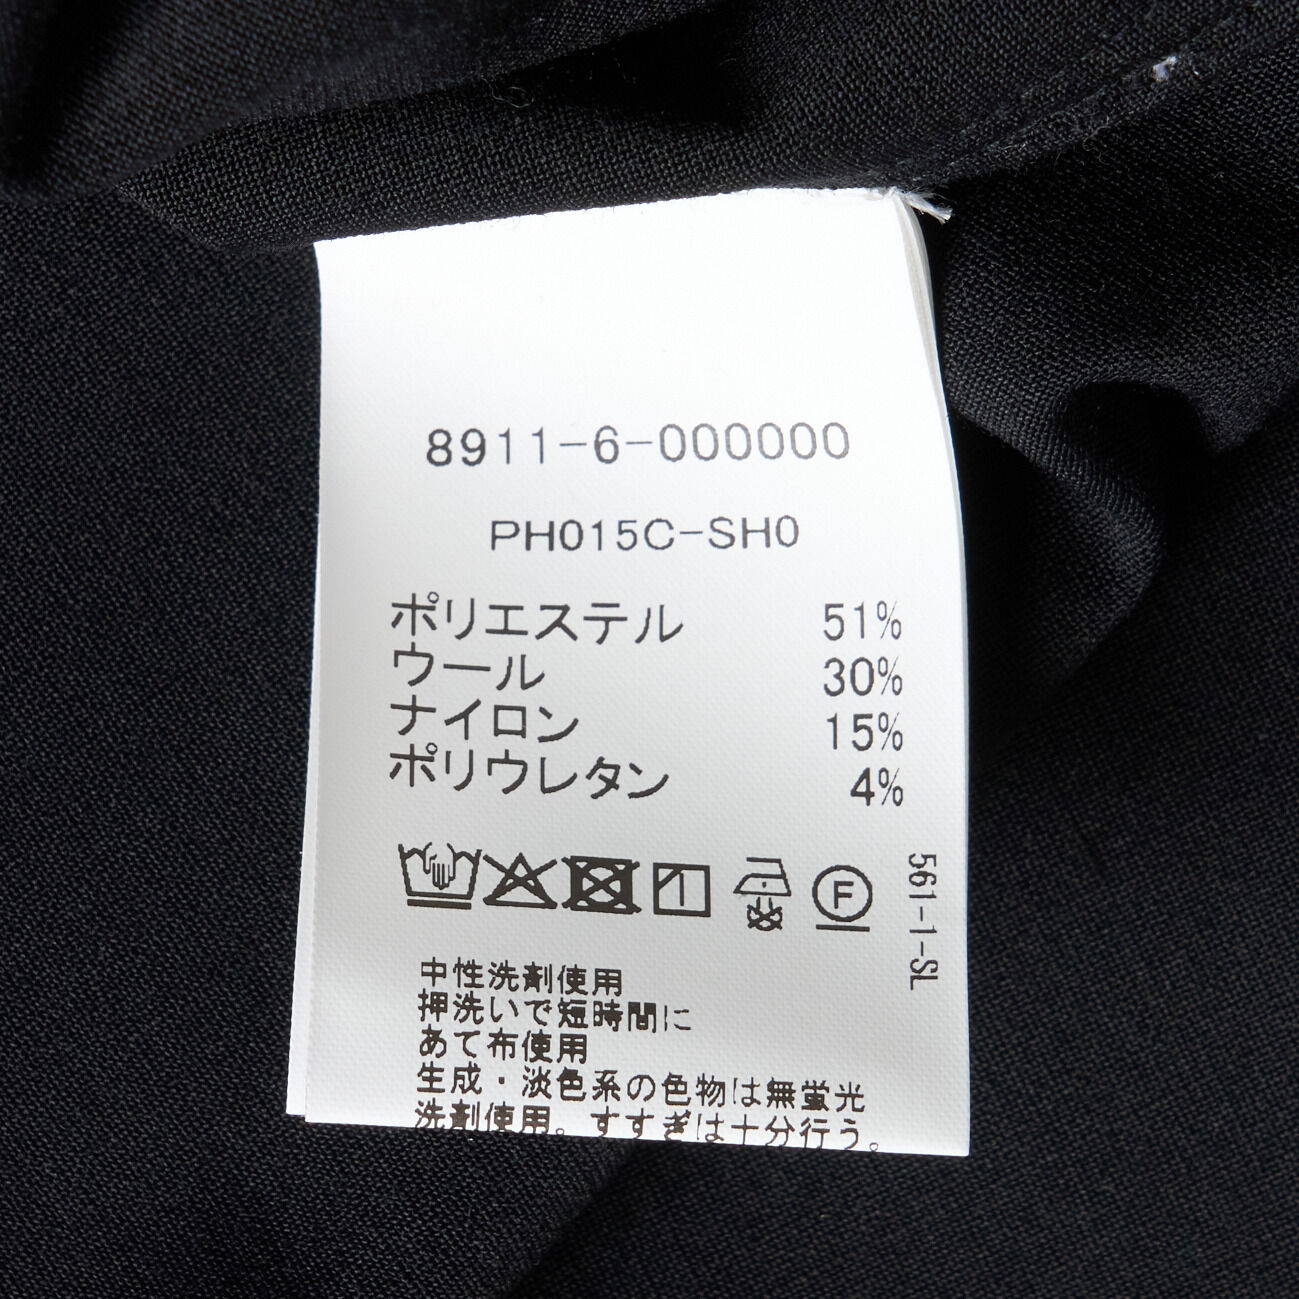 8911-6-000000
PH015C-SH0
ポリエステル 51%
ウール 30%
ナイロン 15%
ポリウレタン 4%
F
561-1-SL
中性洗剤使用
押洗いで短時間に
あて布使用
生成・淡色系の色物は無蛍光
洗剤使用。すすぎは十分行う。